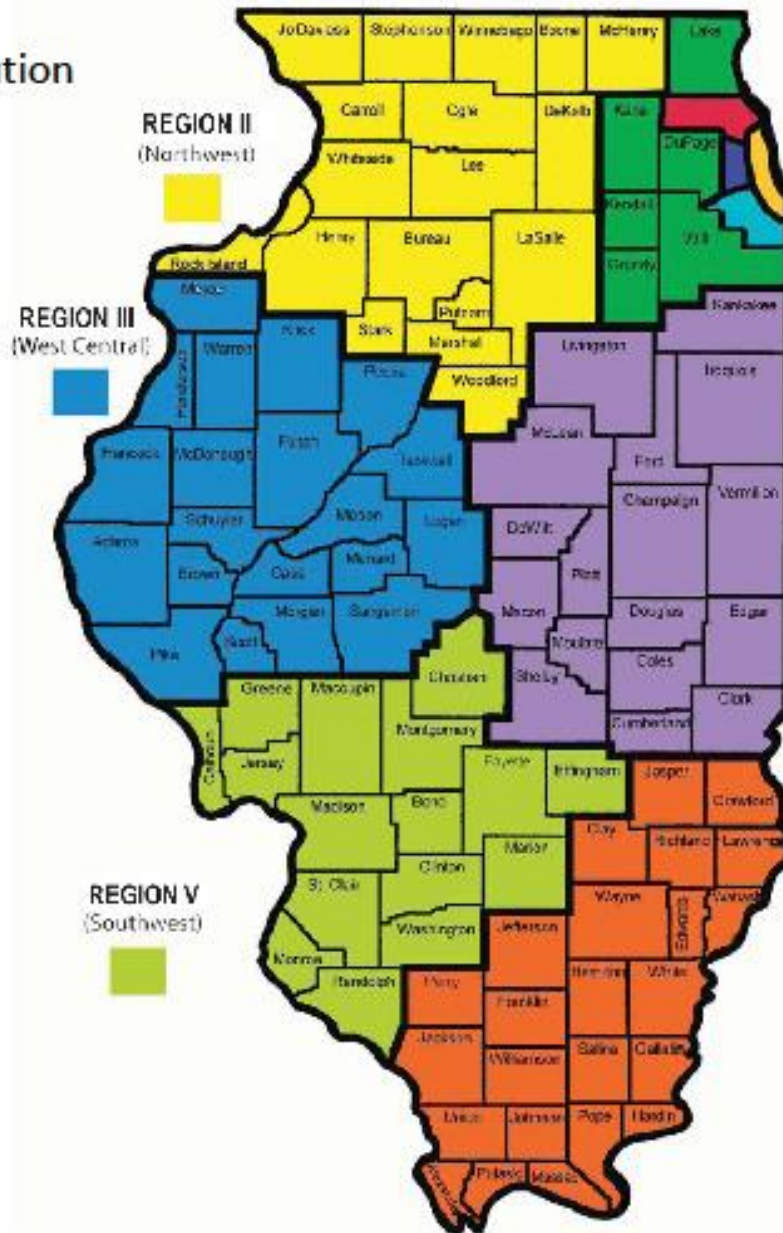 ution
JoDaviess Stephenson Winnebago Boone McHenry Lake
REGION II
(Northwest)
Carroll Ogle DeKalb Kane
DuPage
Whiteside Lee
Kendall
Henry Bureau LaSalle Will
Rock Island Grundy
Mercer Putnam Kankakee
REGION III
(West Central)
Knox Stark Marshall Livingston
Warren Iroquois
Henderson Peoria Woodford
McLean
Hancock McDonough Fulton Tazewell Ford
Champaign Vermilion
Schuyler Mason Logan
Adams DeWitt
Brown Cass Menard Piatt
Morgan Sangamon Macon Douglas Edgar
Pike Scott Moultrie
Coles
Christian Shelby
Greene Macoupin Clark
Montgomery Cumberland
Calhoun Jersey Fayette Effingham Jasper
Crawford
Madison Bond
Clay Richland Lawrence
Marion
Clinton
St. Clair
REGION V
(Southwest)
Wayne Edwards Wabash
Washington Jefferson
Monroe
Randolph Perry Hamilton White
Franklin
Jackson Saline Gallatin
Williamson
Union Johnson Pope Hardin
Alexander Pulaski Massac